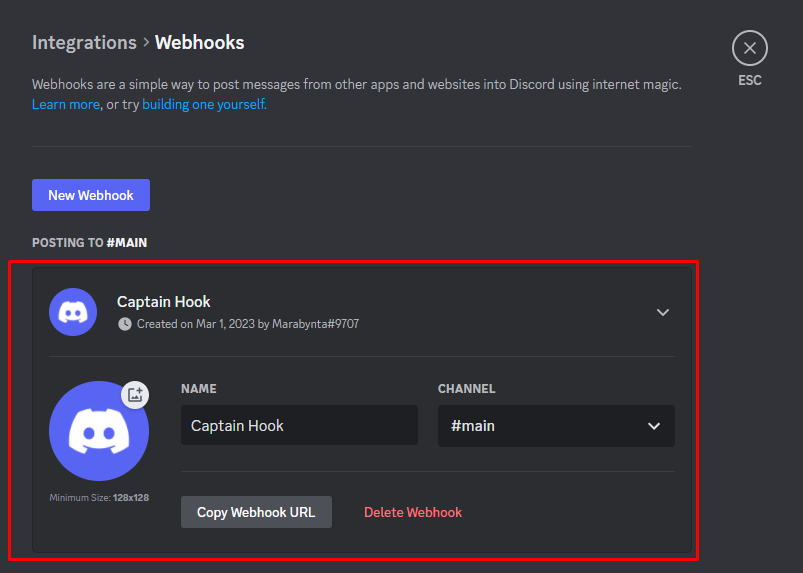 Integrations > Webhooks
Webhooks are a simple way to post messages from other apps and websites into Discord using internet magic.
Learn more, or try building one yourself.
ESC
New Webhook
POSTING TO #MAIN
Captain Hook
Created on Mar 1, 2023 by Marabynta#9707
NAME
CHANNEL
Captain Hook
#main
Minimum Size: 128x128
Copy Webhook URL
Delete Webhook